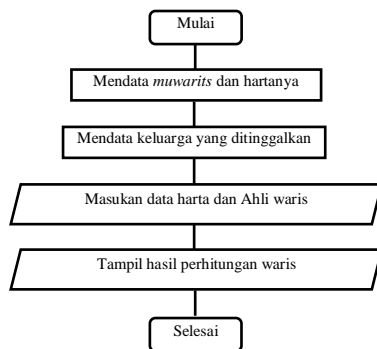 Mulai
Mendata muwarits dan hartanya
Mendata keluarga yang ditinggalkan
Masukan data harta dan Ahli waris
Tampil hasil perhitungan waris
Selesai